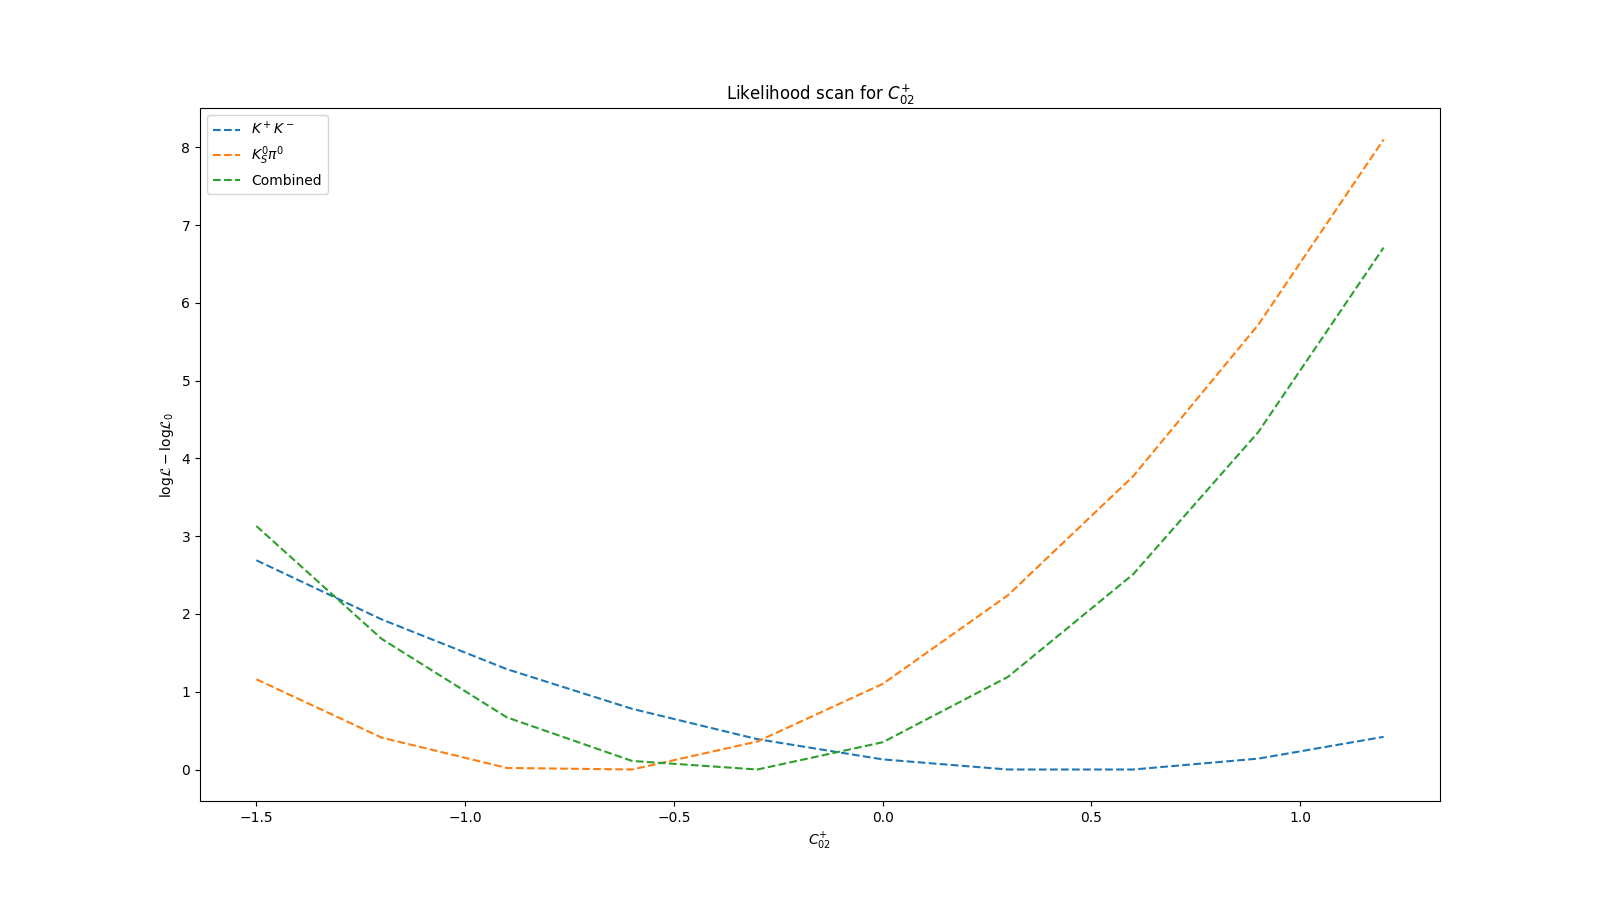 Likelihood scan for $C_{02}^{+}$
$K^+K^-$
$K_S^0\pi^0$
Combined
8
7
6
5
4
3
2
1
0
$\log\mathcal{L} - \log\mathcal{L}_0$
−1.5 −1.0 −0.5 0.0 0.5 1.0
$C_{02}^{+}$